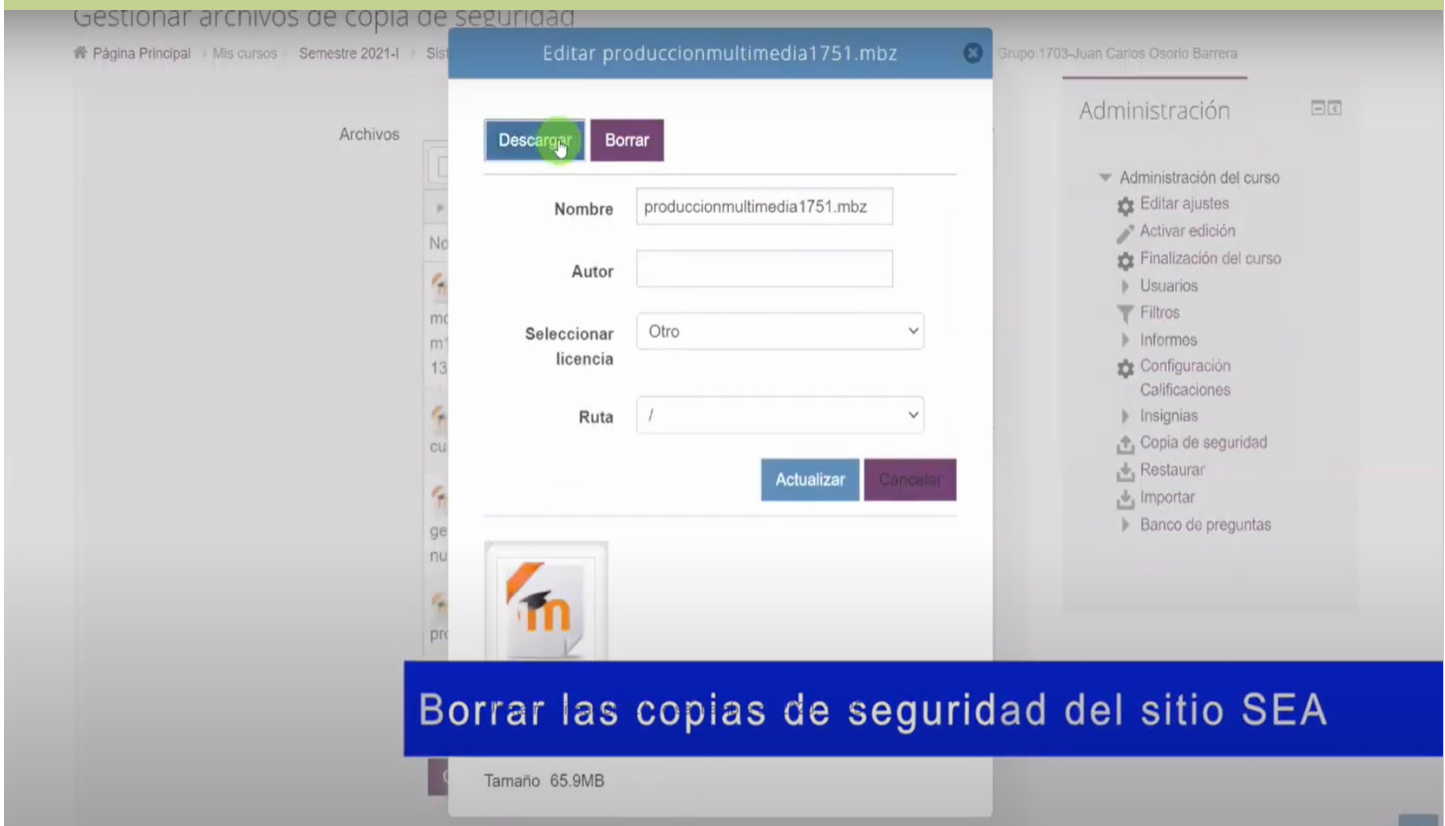 Gestionar archivos de copia de seguridad
Página Principal Mis cursos Semestre 2021-I
Grupo:1703-Juan Carlos Osorio Barrera
Editar produccionmultimedia1751.mbz
Archivos
Descargar Borrar
Nombre produccionmultimedia1751.mbz
Autor
Seleccionar licencia Otro
Ruta /
Actualizar Cancelar
Borrar las copias de seguridad del sitio SEA
Tamaño 65.9MB
Administración
Administración del curso
Editar ajustes
Activar edición
Finalización del curso
Usuarios
Filtros
Informes
Configuración
Calificaciones
Insignias
Copia de seguridad
Restaurar
Importar
Banco de preguntas